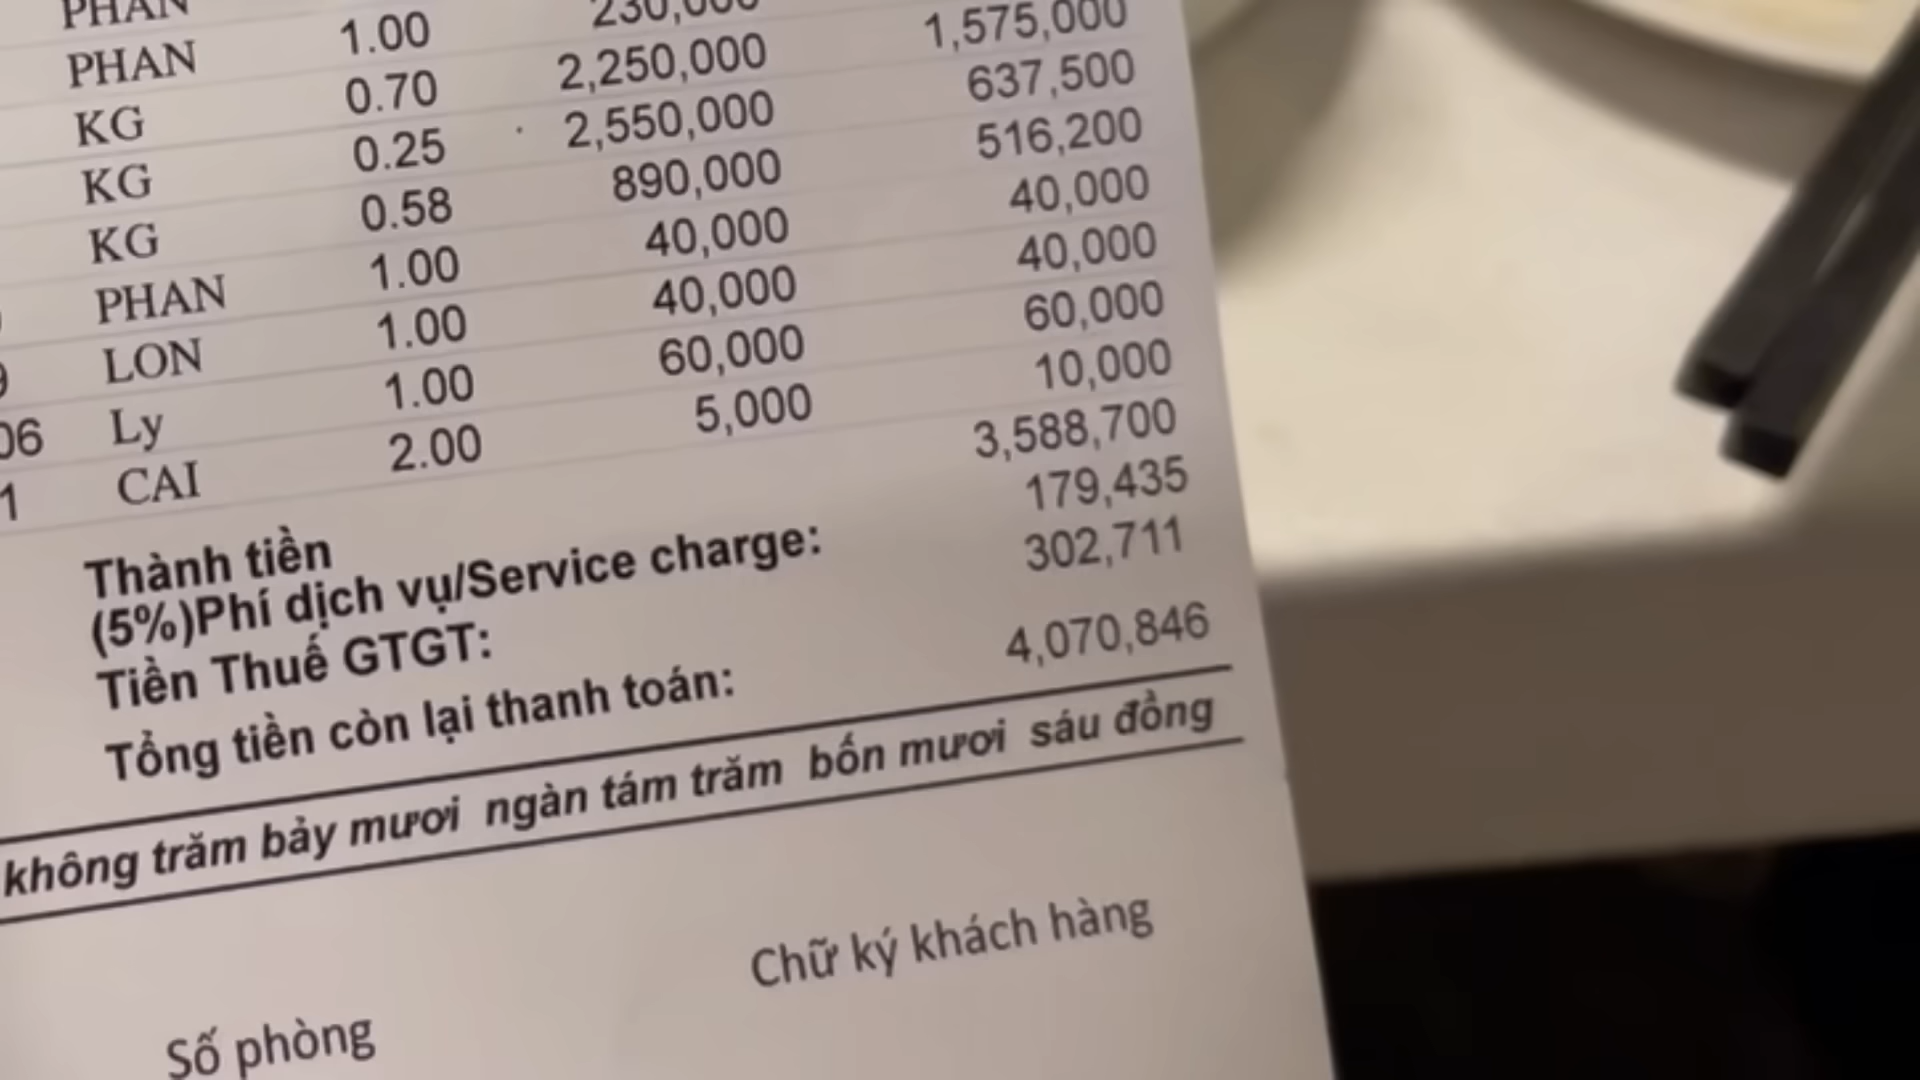 PHAN
PHAN 1.00 230,000
KG 0.70 2,250,000 1,575,000
KG 0.25 2,550,000 637,500
KG 0.58 890,000 516,200
PHAN 1.00 40,000 40,000
9 LON 1.00 40,000 40,000
06 Ly 1.00 60,000 60,000
1 CAI 2.00 5,000 10,000
Thành tiền 3,588,700
(5%)Phí dịch vụ/Service charge: 179,435
Tiền Thuế GTGT: 302,711
Tổng tiền còn lại thanh toán: 4,070,846
không trăm bảy mươi ngàn tám trăm bốn mươi sáu đồng
Chữ ký khách hàng
Số phòng